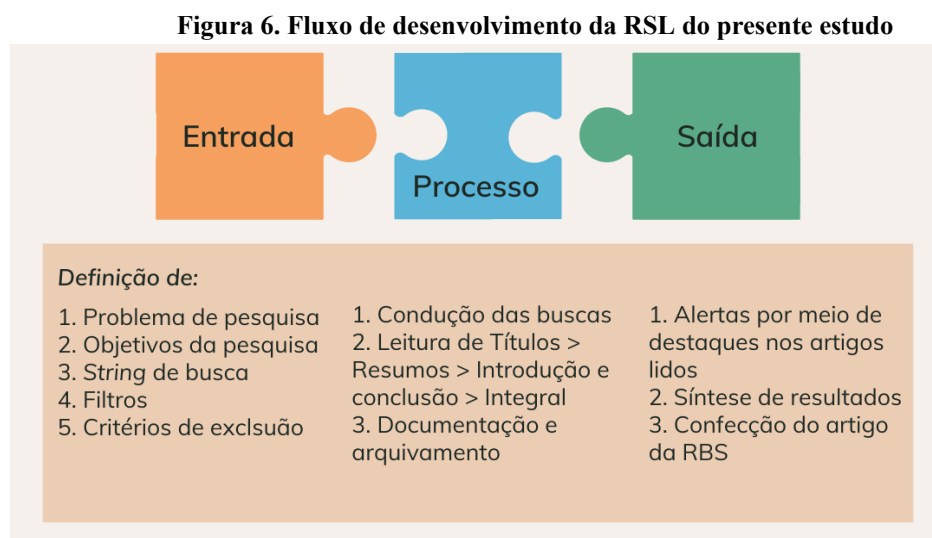 Figura 6. Fluxo de desenvolvimento da RSL do presente estudo
Entrada
Processo
Saída
Definição de:
1. Problema de pesquisa
2. Objetivos da pesquisa
3. String de busca
4. Filtros
5. Critérios de exclsuão
1. Condução das buscas
2. Leitura de Títulos >
Resumos > Introdução e
conclusão > Integral
3. Documentação e
arquivamento
1. Alertas por meio de
destaques nos artigos
lidos
2. Síntese de resultados
3. Confecção do artigo
da RBS